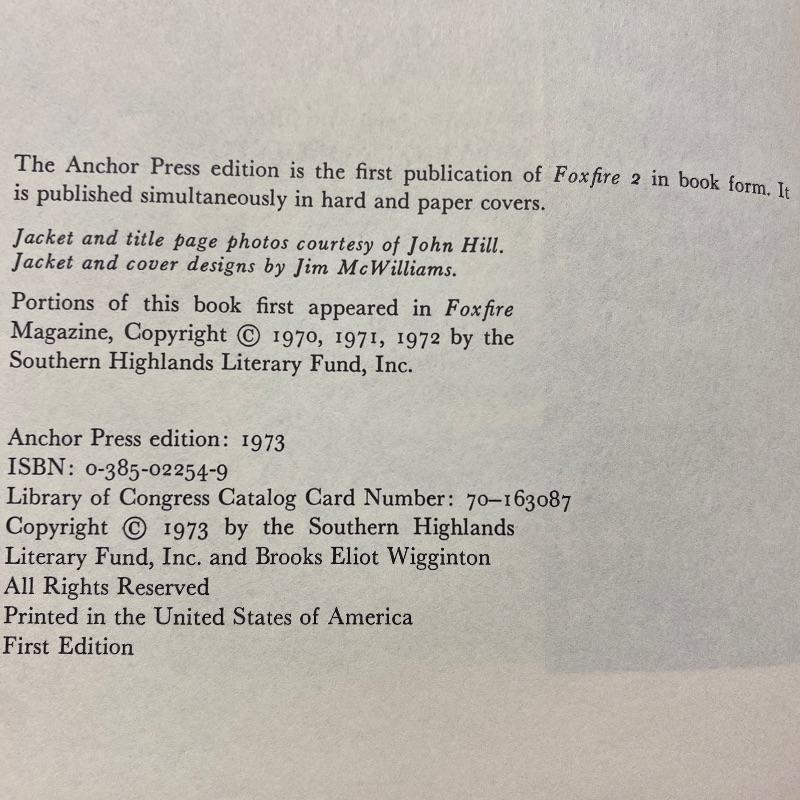 The Anchor Press edition is the first publication of Foxfire 2 in book form. It
is published simultaneously in hard and paper covers.
Jacket and title page photos courtesy of John Hill.
Jacket and cover designs by Jim McWilliams.
Portions of this book first appeared in Foxfire
Magazine, Copyright © 1970, 1971, 1972 by the
Southern Highlands Literary Fund, Inc.
Anchor Press edition: 1973
ISBN: 0-385-02254-9
Library of Congress Catalog Card Number: 70–163087
Copyright © 1973 by the Southern Highlands
Literary Fund, Inc. and Brooks Eliot Wigginton
All Rights Reserved
Printed in the United States of America
First Edition